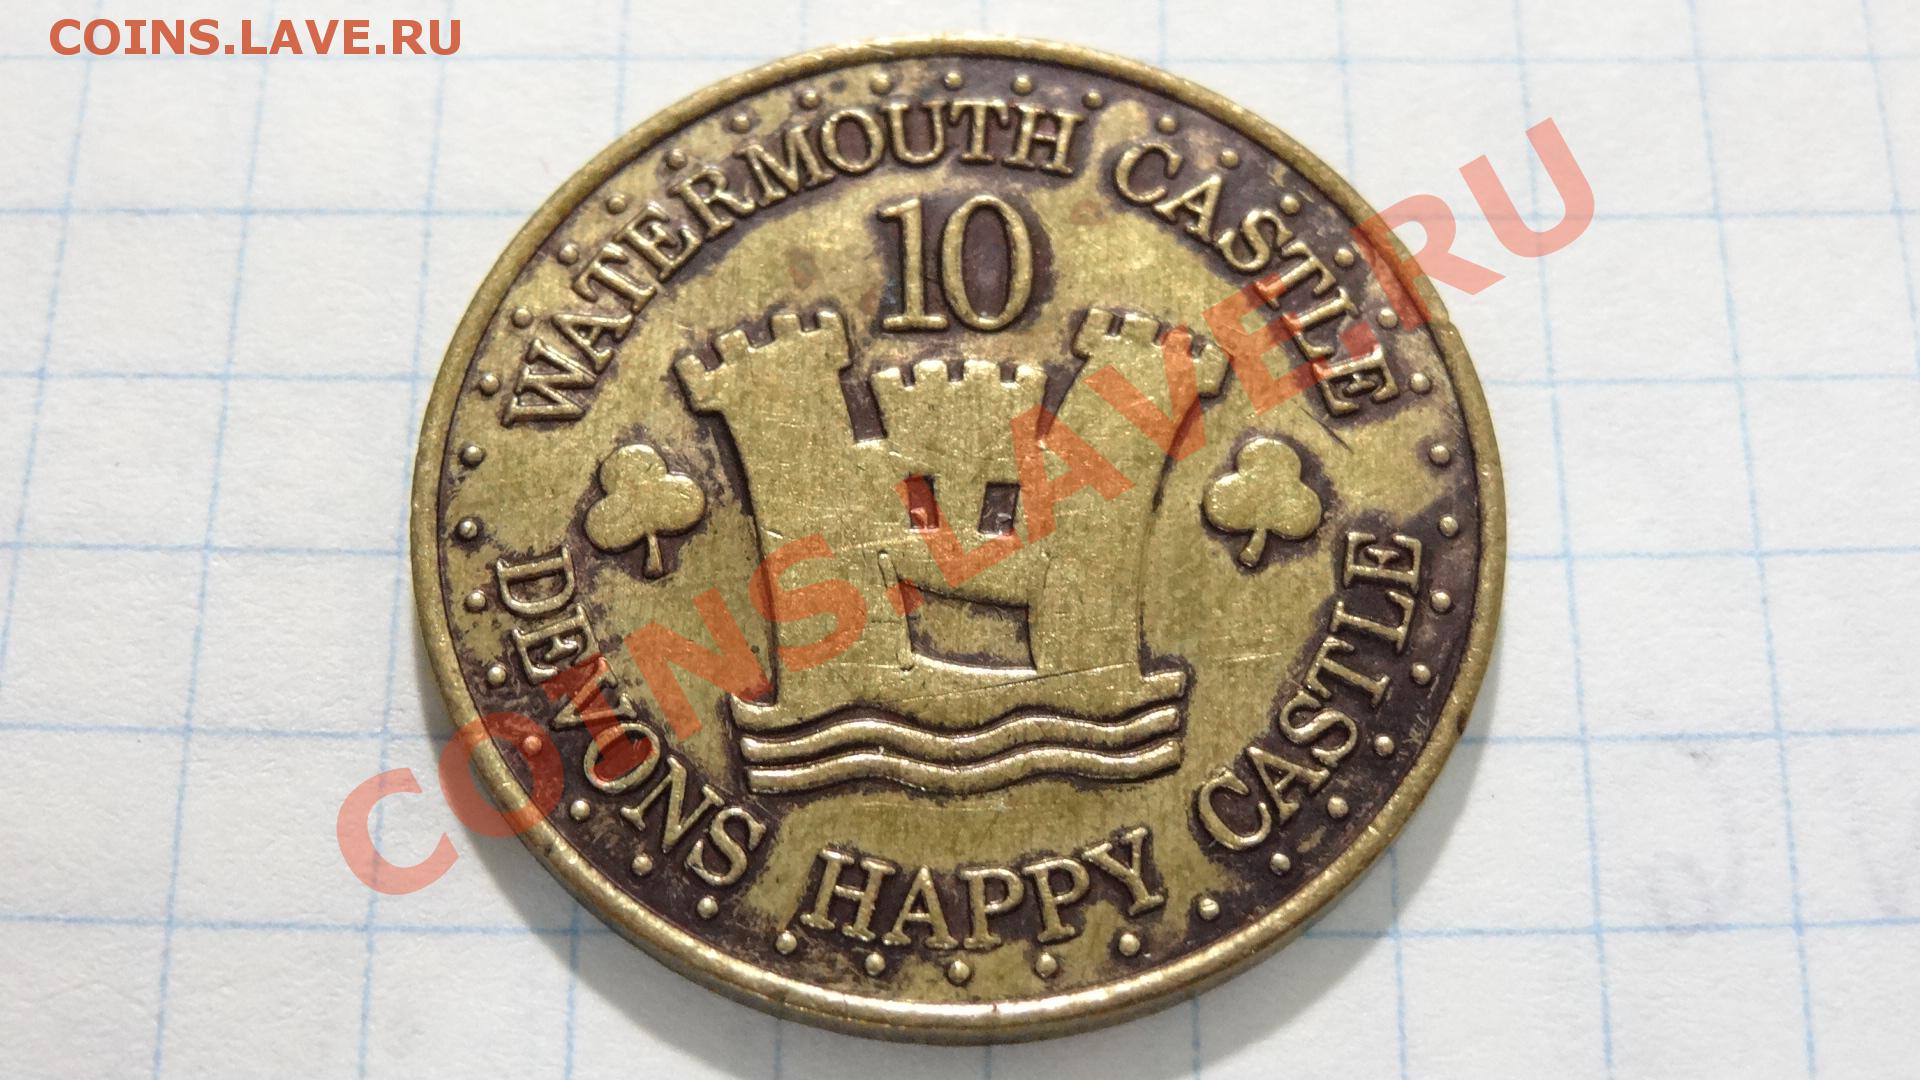 COINS.LAVE.RU
WATERMOUTH CASTLE
10
DEVONS HAPPY CASTLE
COINS.LAVE.RU